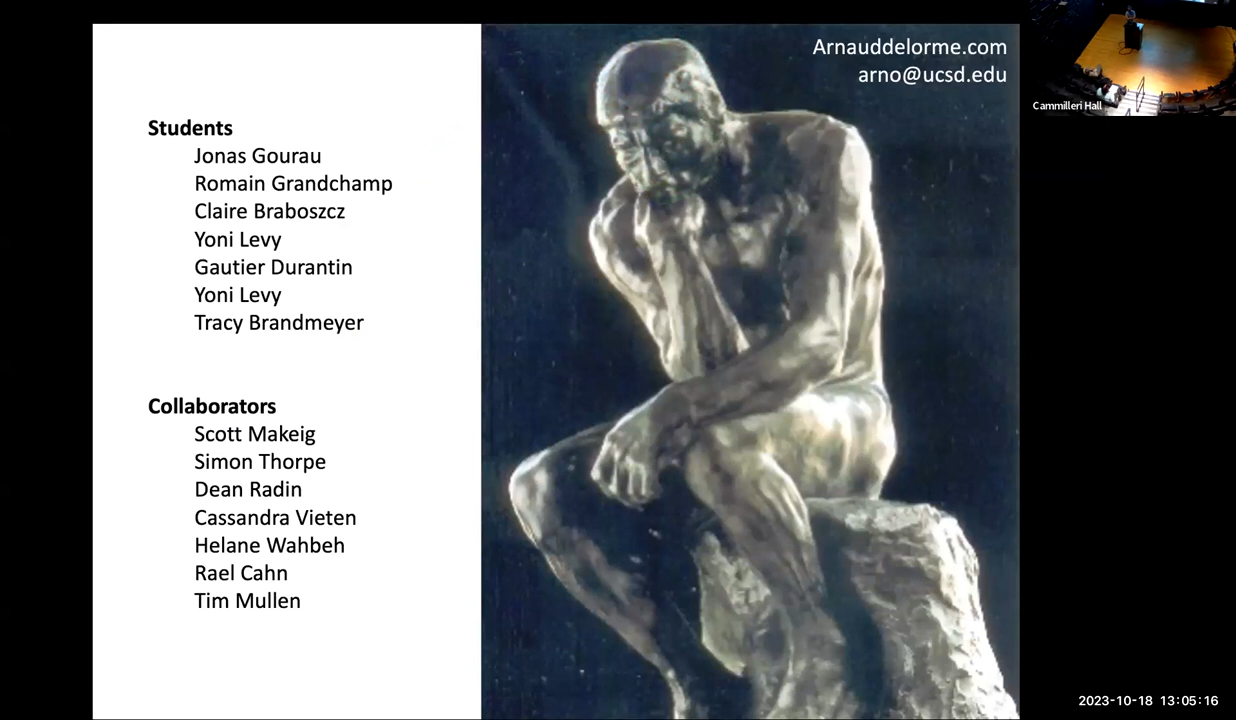 Students
Jonas Gourau
Romain Grandchamp
Claire Braboszcz
Yoni Levy
Gautier Durantin
Yoni Levy
Tracy Brandmeyer
Collaborators
Scott Makeig
Simon Thorpe
Dean Radin
Cassandra Vieten
Helane Wahbeh
Rael Cahn
Tim Mullen
Arnauddelorme.com
arno@ucsd.edu
Cammilleri Hall
2023-10-18 13:05:16